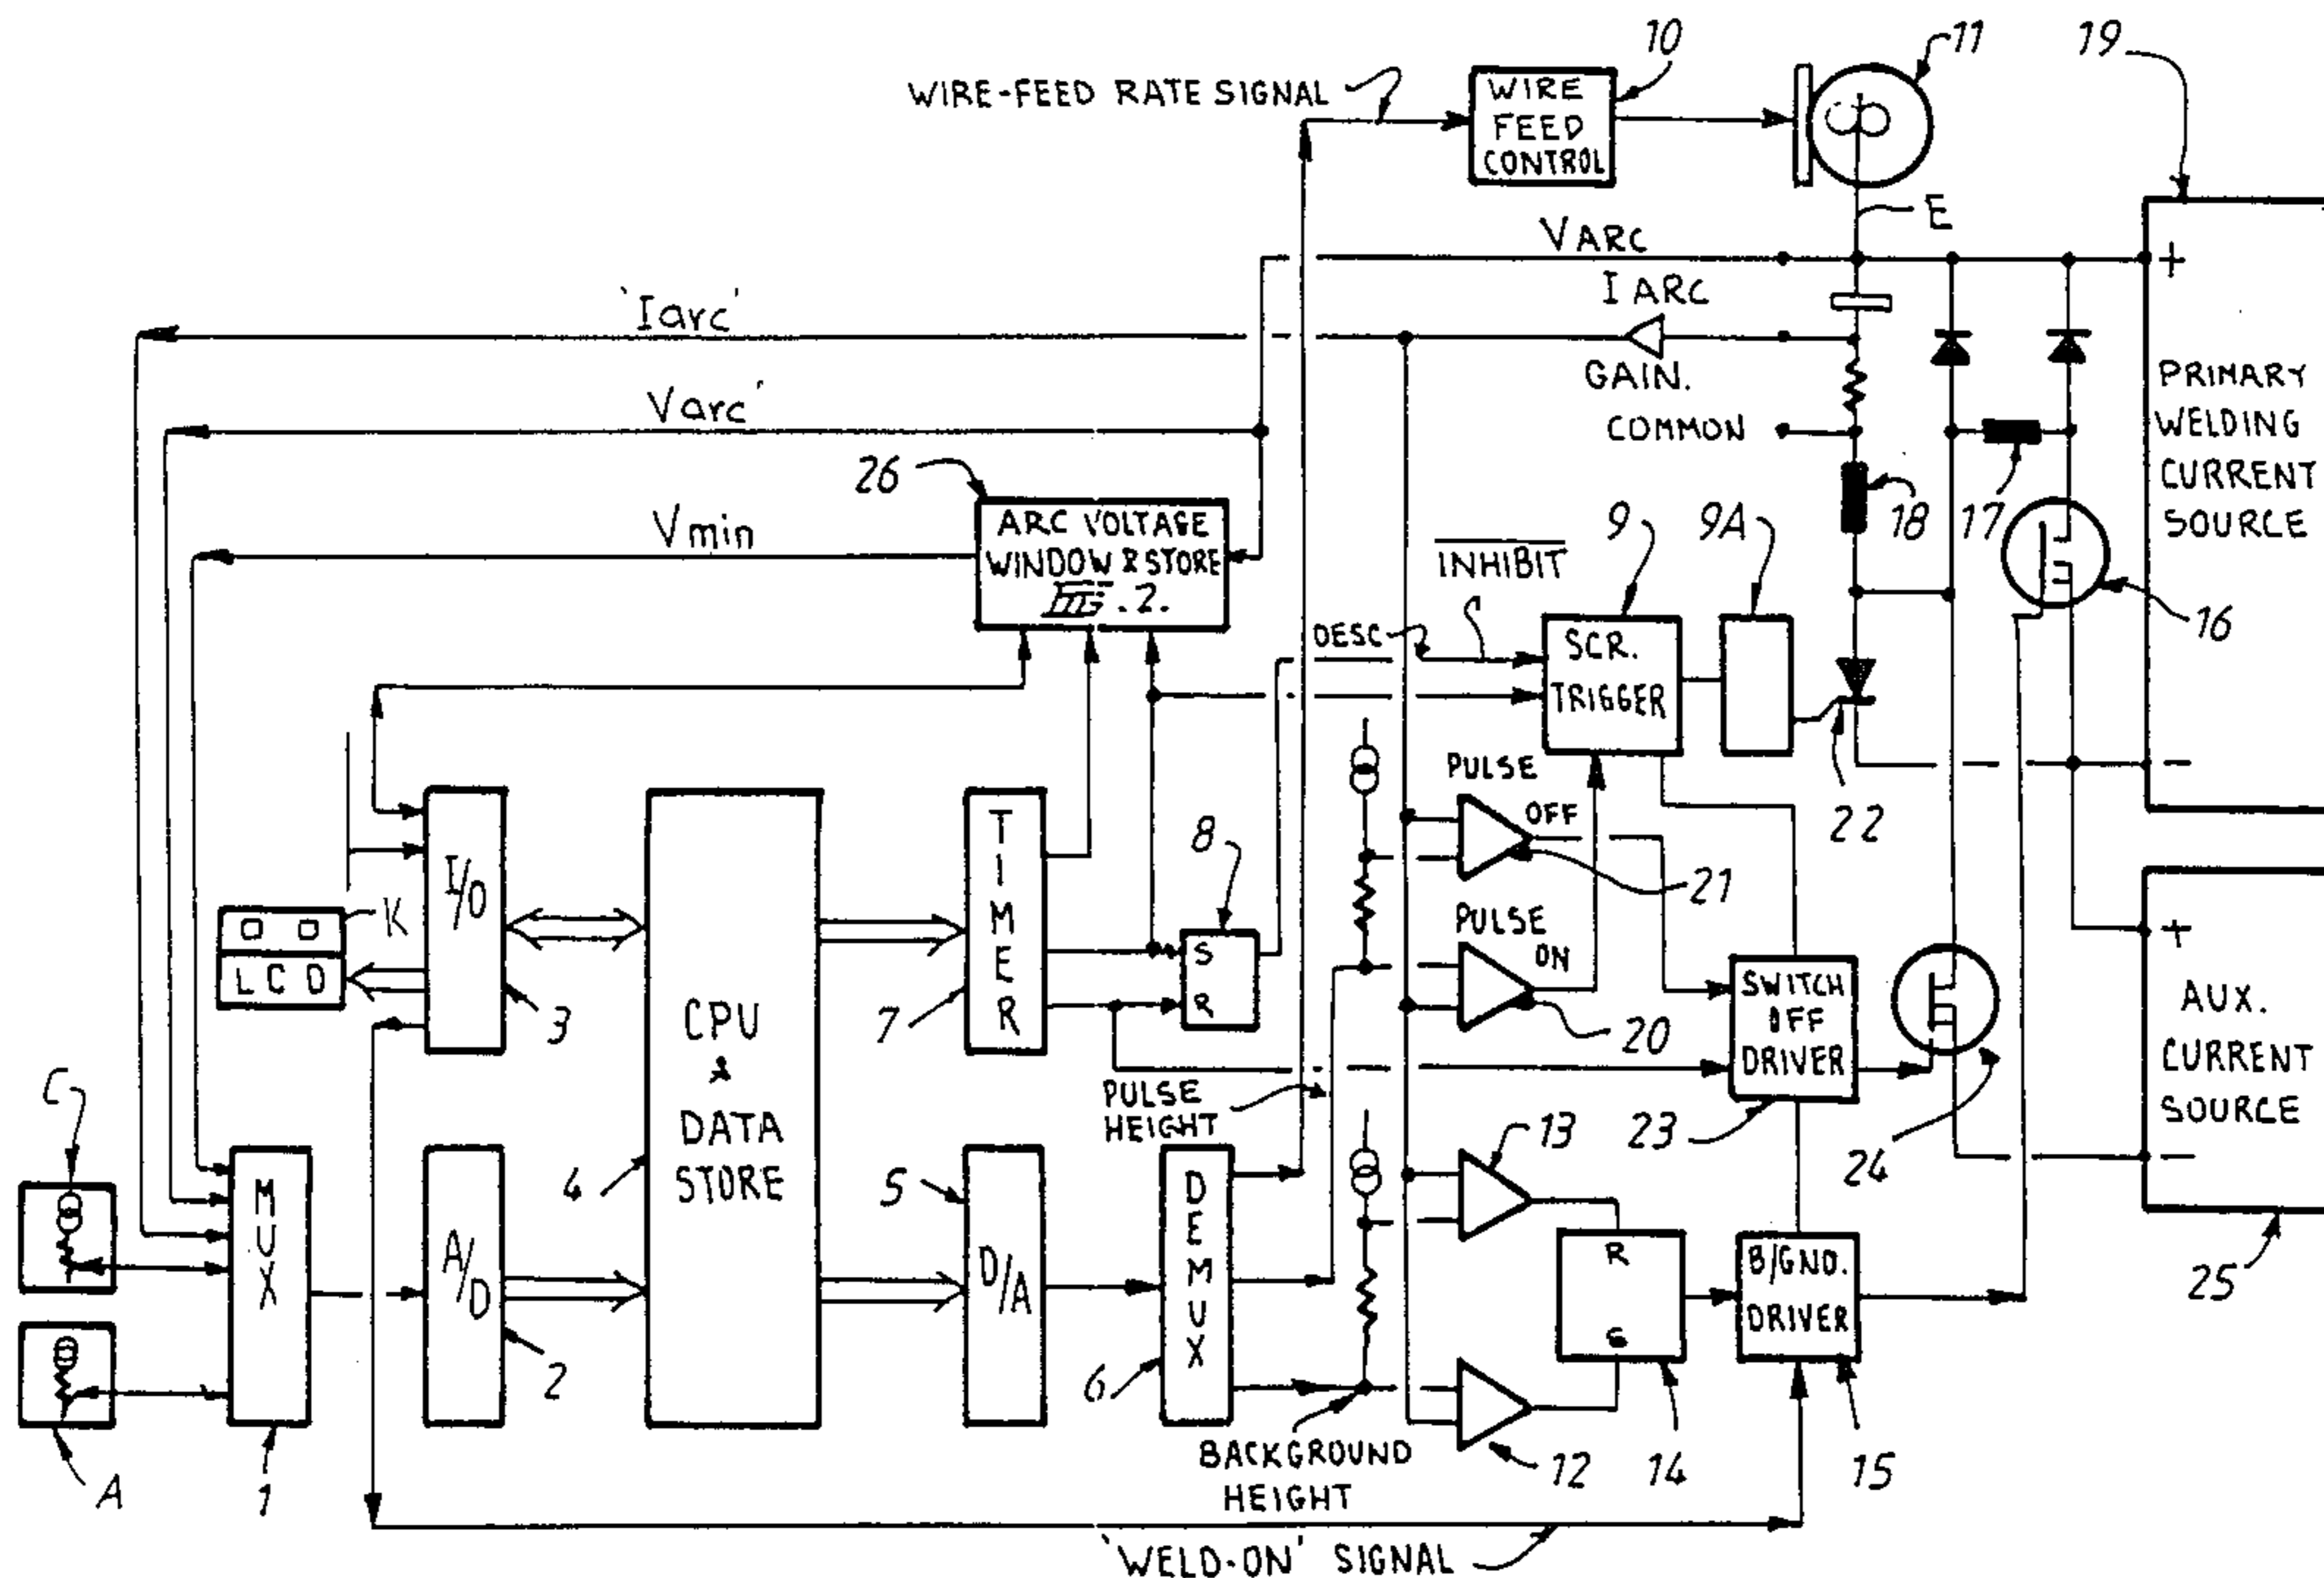 10
11
19
WIRE-FEED RATE SIGNAL
WIRE
FEED
CONTROL
E
VARC
+
I ARC
'Iarc'
GAIN.
PRIMARY
WELDING
CURRENT
SOURCE
Varc'
COMMON
26
18
17
ARC VOLTAGE
WINDOW & STORE
FIG. 2.
Vmin
9
9A
INHIBIT
16
DESC
SCR.
TRIGGER
PULSE
OFF
22
−
21
I/O
K
LCD
3
CPU
&
DATA
STORE
4
TIMER
7
8
S
R
PULSE
ON
20
SWITCH
OFF
DRIVER
23
24
+
AUX.
CURRENT
SOURCE
−
25
C
A
MUX
1
A/D
2
5
D/A
DEMUX
6
PULSE
HEIGHT
13
R
S
14
B/GND.
DRIVER
15
12
BACKGROUND
HEIGHT
'WELD-ON' SIGNAL